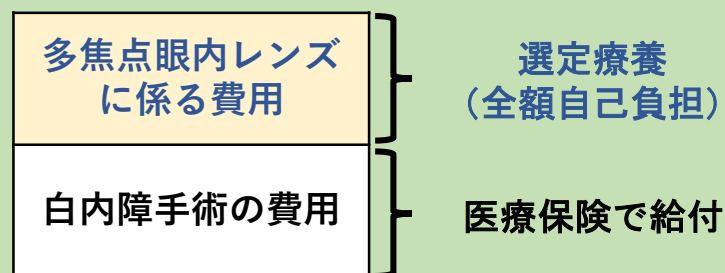 多焦点眼内レンズ
に係る費用
選定療養
（全額自己負担）
白内障手術の費用
医療保険で給付